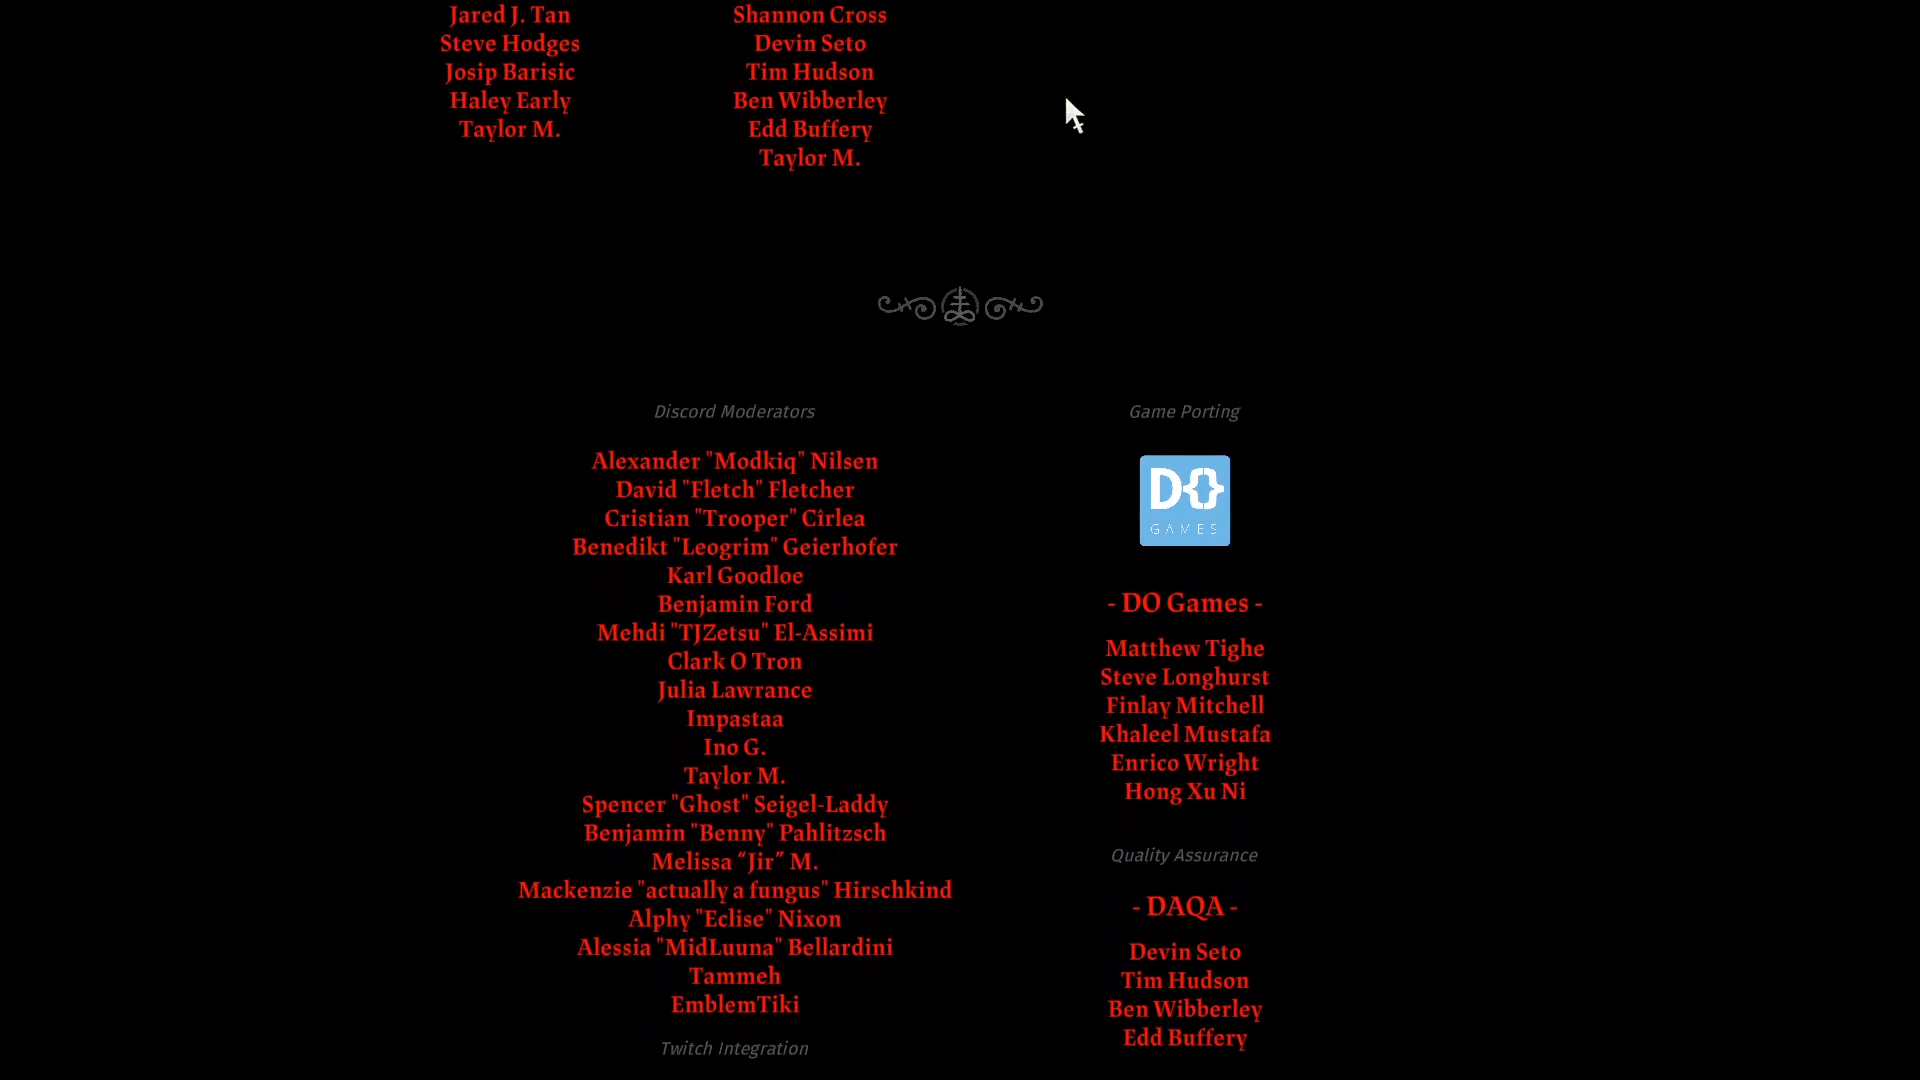 Jared J. Tan
Steve Hodges
Josip Barisic
Haley Early
Taylor M.
Shannon Cross
Devin Seto
Tim Hudson
Ben Wibberley
Edd Buffery
Taylor M.
Discord Moderators
Alexander "Modkiq" Nilsen
David "Fletch" Fletcher
Cristian "Trooper" Cîrlea
Benedikt "Leogrim" Geierhofer
Karl Goodloe
Benjamin Ford
Mehdi "TJZetsu" El-Assimi
Clark O Tron
Julia Lawrance
Impastaa
Ino G.
Taylor M.
Spencer "Ghost" Seigel-Laddy
Benjamin "Benny" Pahlitzsch
Melissa “Jir” M.
Mackenzie "actually a fungus" Hirschkind
Alphy "Eclise" Nixon
Alessia "MidLuuna" Bellardini
Tammeh
EmblemTiki
Twitch Integration
Game Porting
D{}
GAMES
- DO Games -
Matthew Tighe
Steve Longhurst
Finlay Mitchell
Khaleel Mustafa
Enrico Wright
Hong Xu Ni
Quality Assurance
- DAQA -
Devin Seto
Tim Hudson
Ben Wibberley
Edd Buffery